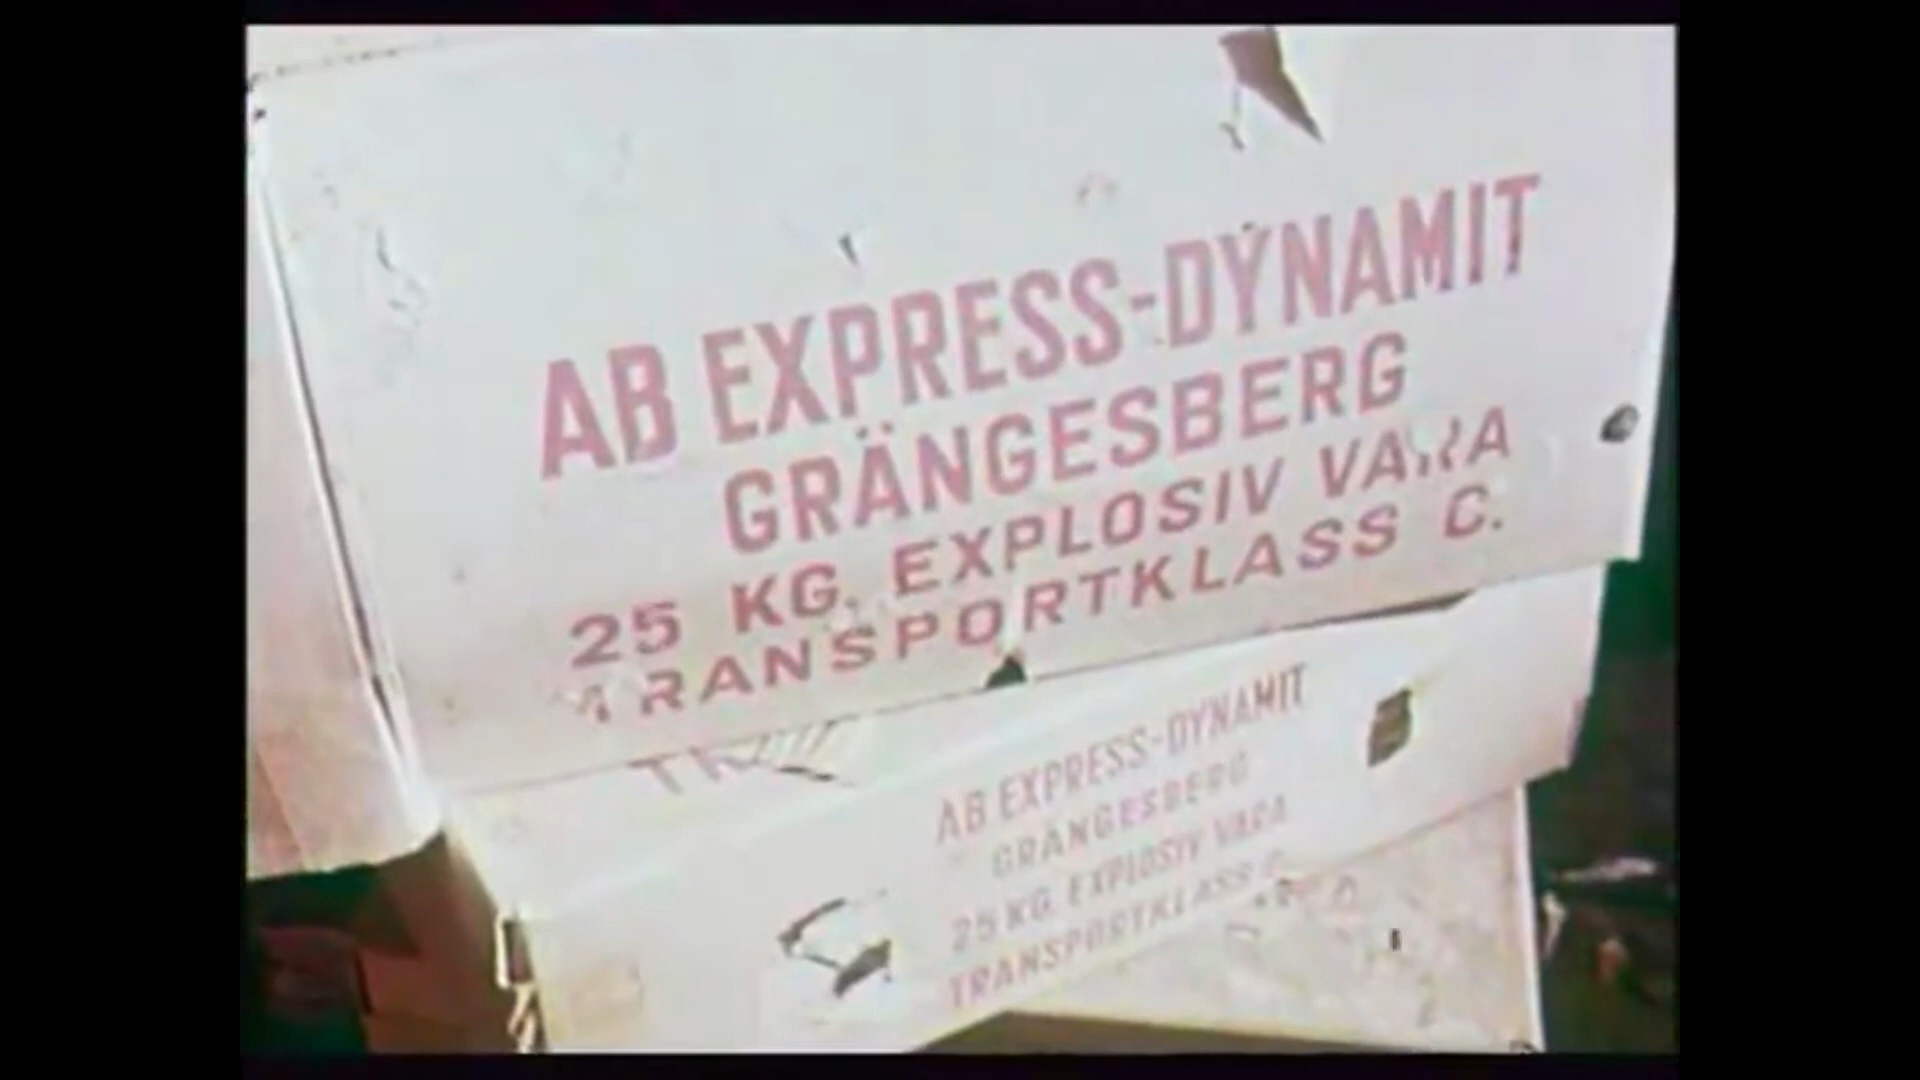 AB EXPRESS-DYNAMIT
GRÄNGESBERG
25 KG. EXPLOSIV VARA
TRANSPORTKLASS C.
AB EXPRESS-DYNAMIT
GRÄNGESBERG
25 KG. EXPLOSIV VARA
TRANSPORTKLASS C.